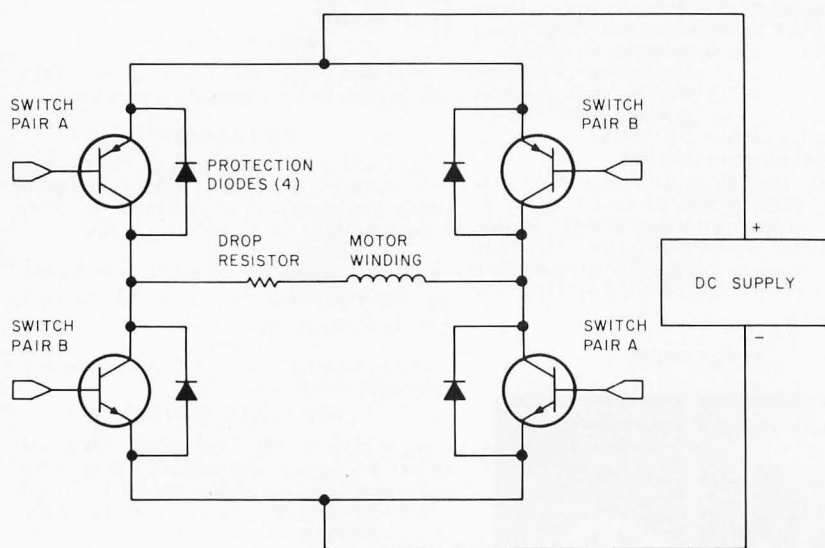 SWITCH
PAIR A
SWITCH
PAIR B
PROTECTION
DIODES (4)
DROP
RESISTOR
MOTOR
WINDING
+
DC SUPPLY
−
SWITCH
PAIR B
SWITCH
PAIR A